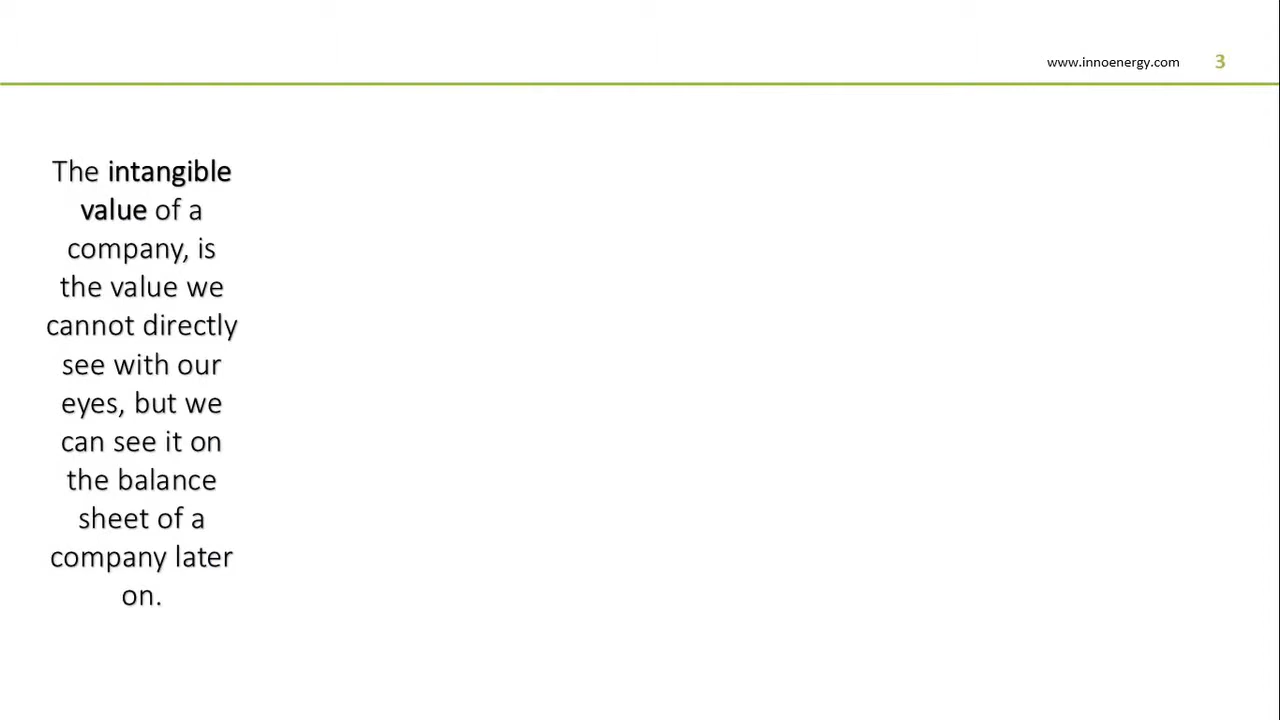 www.innoenergy.com 3
The intangible
value of a
company, is
the value we
cannot directly
see with our
eyes, but we
can see it on
the balance
sheet of a
company later
on.